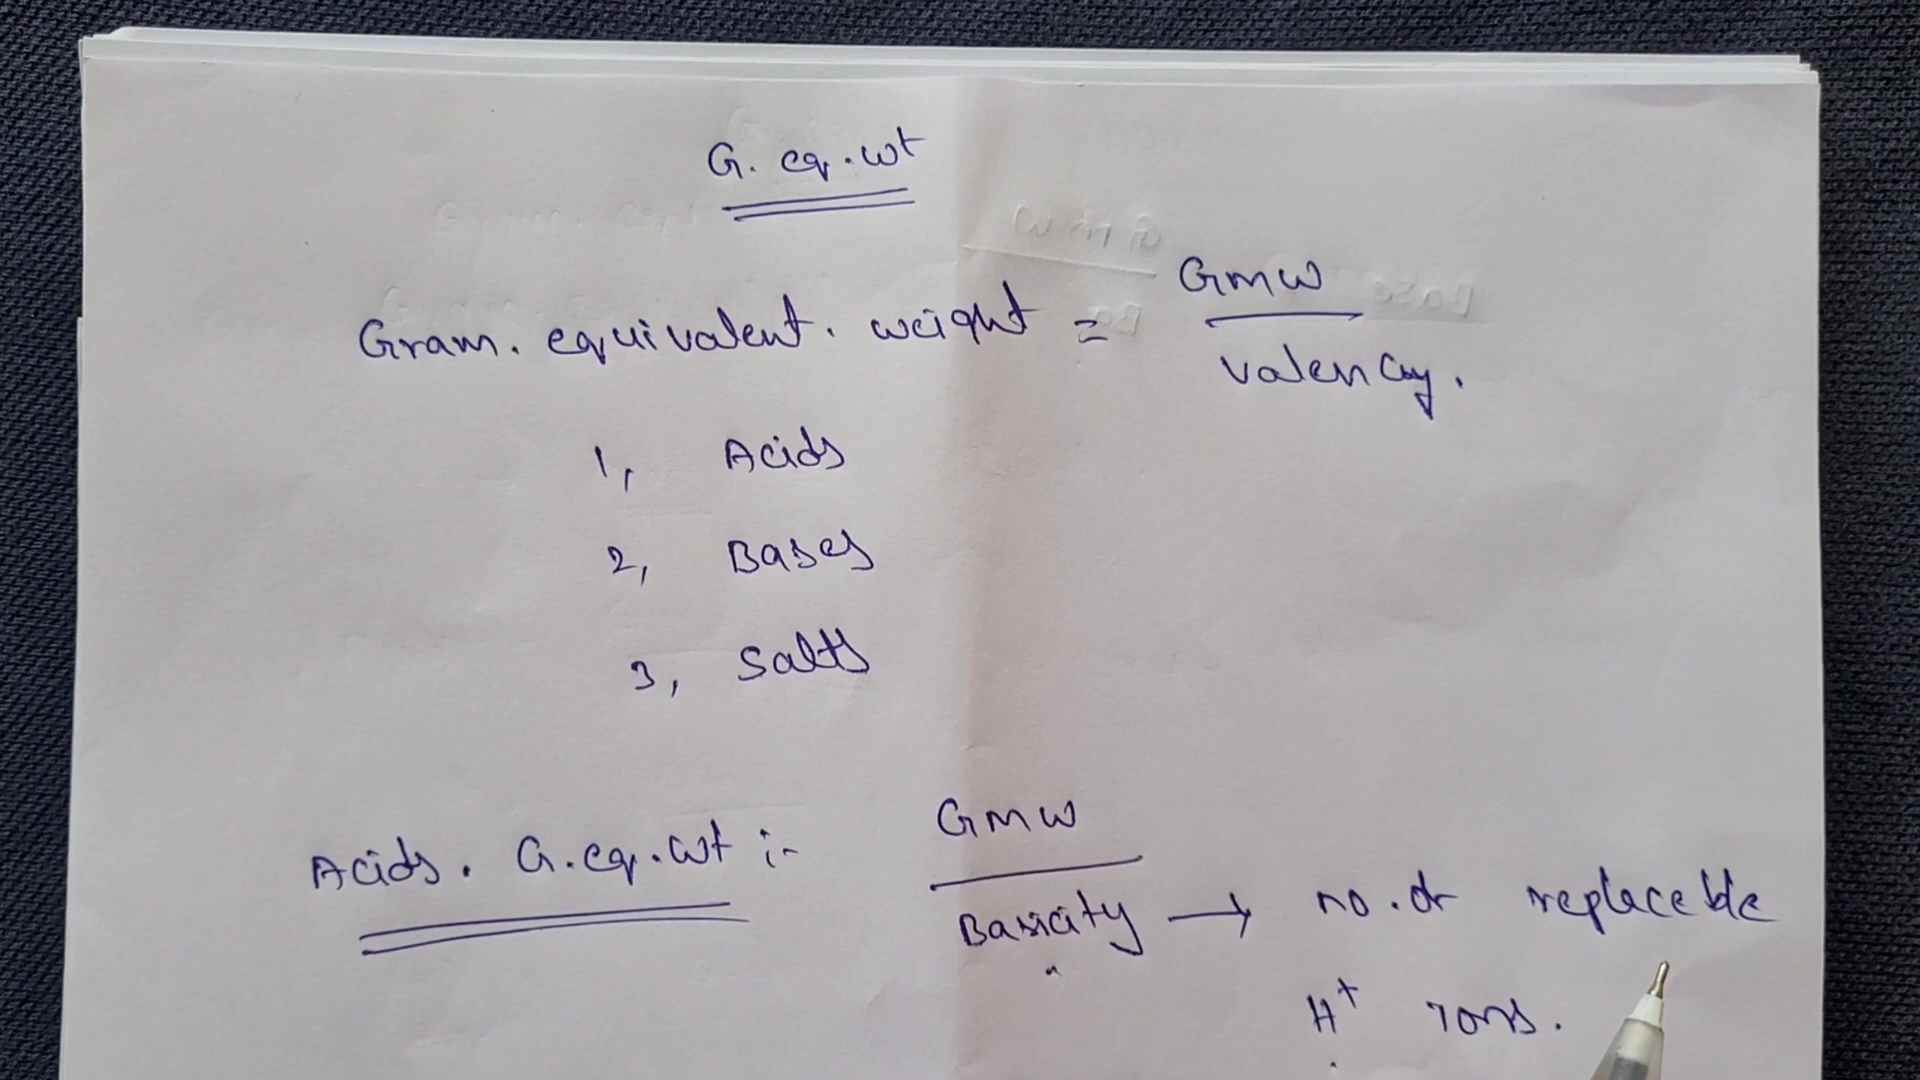 G. eq. wt
Gram. equivalent. weight = GMW / valency.
1, Acids
2, Bases
3, Salts
Acids. G.eq.wt :- GMW / Basicity → no. of replaceble
H+ ions.